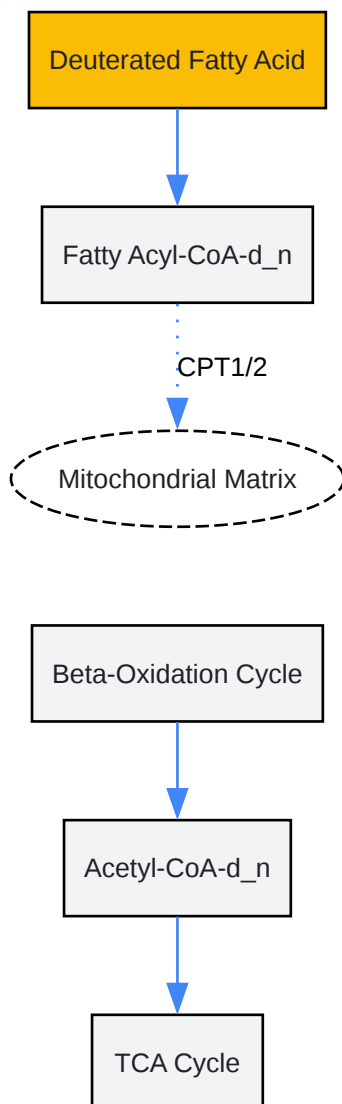 Deuterated Fatty Acid
Fatty Acyl-CoA-d_n
CPT1/2
Mitochondrial Matrix
Beta-Oxidation Cycle
Acetyl-CoA-d_n
TCA Cycle